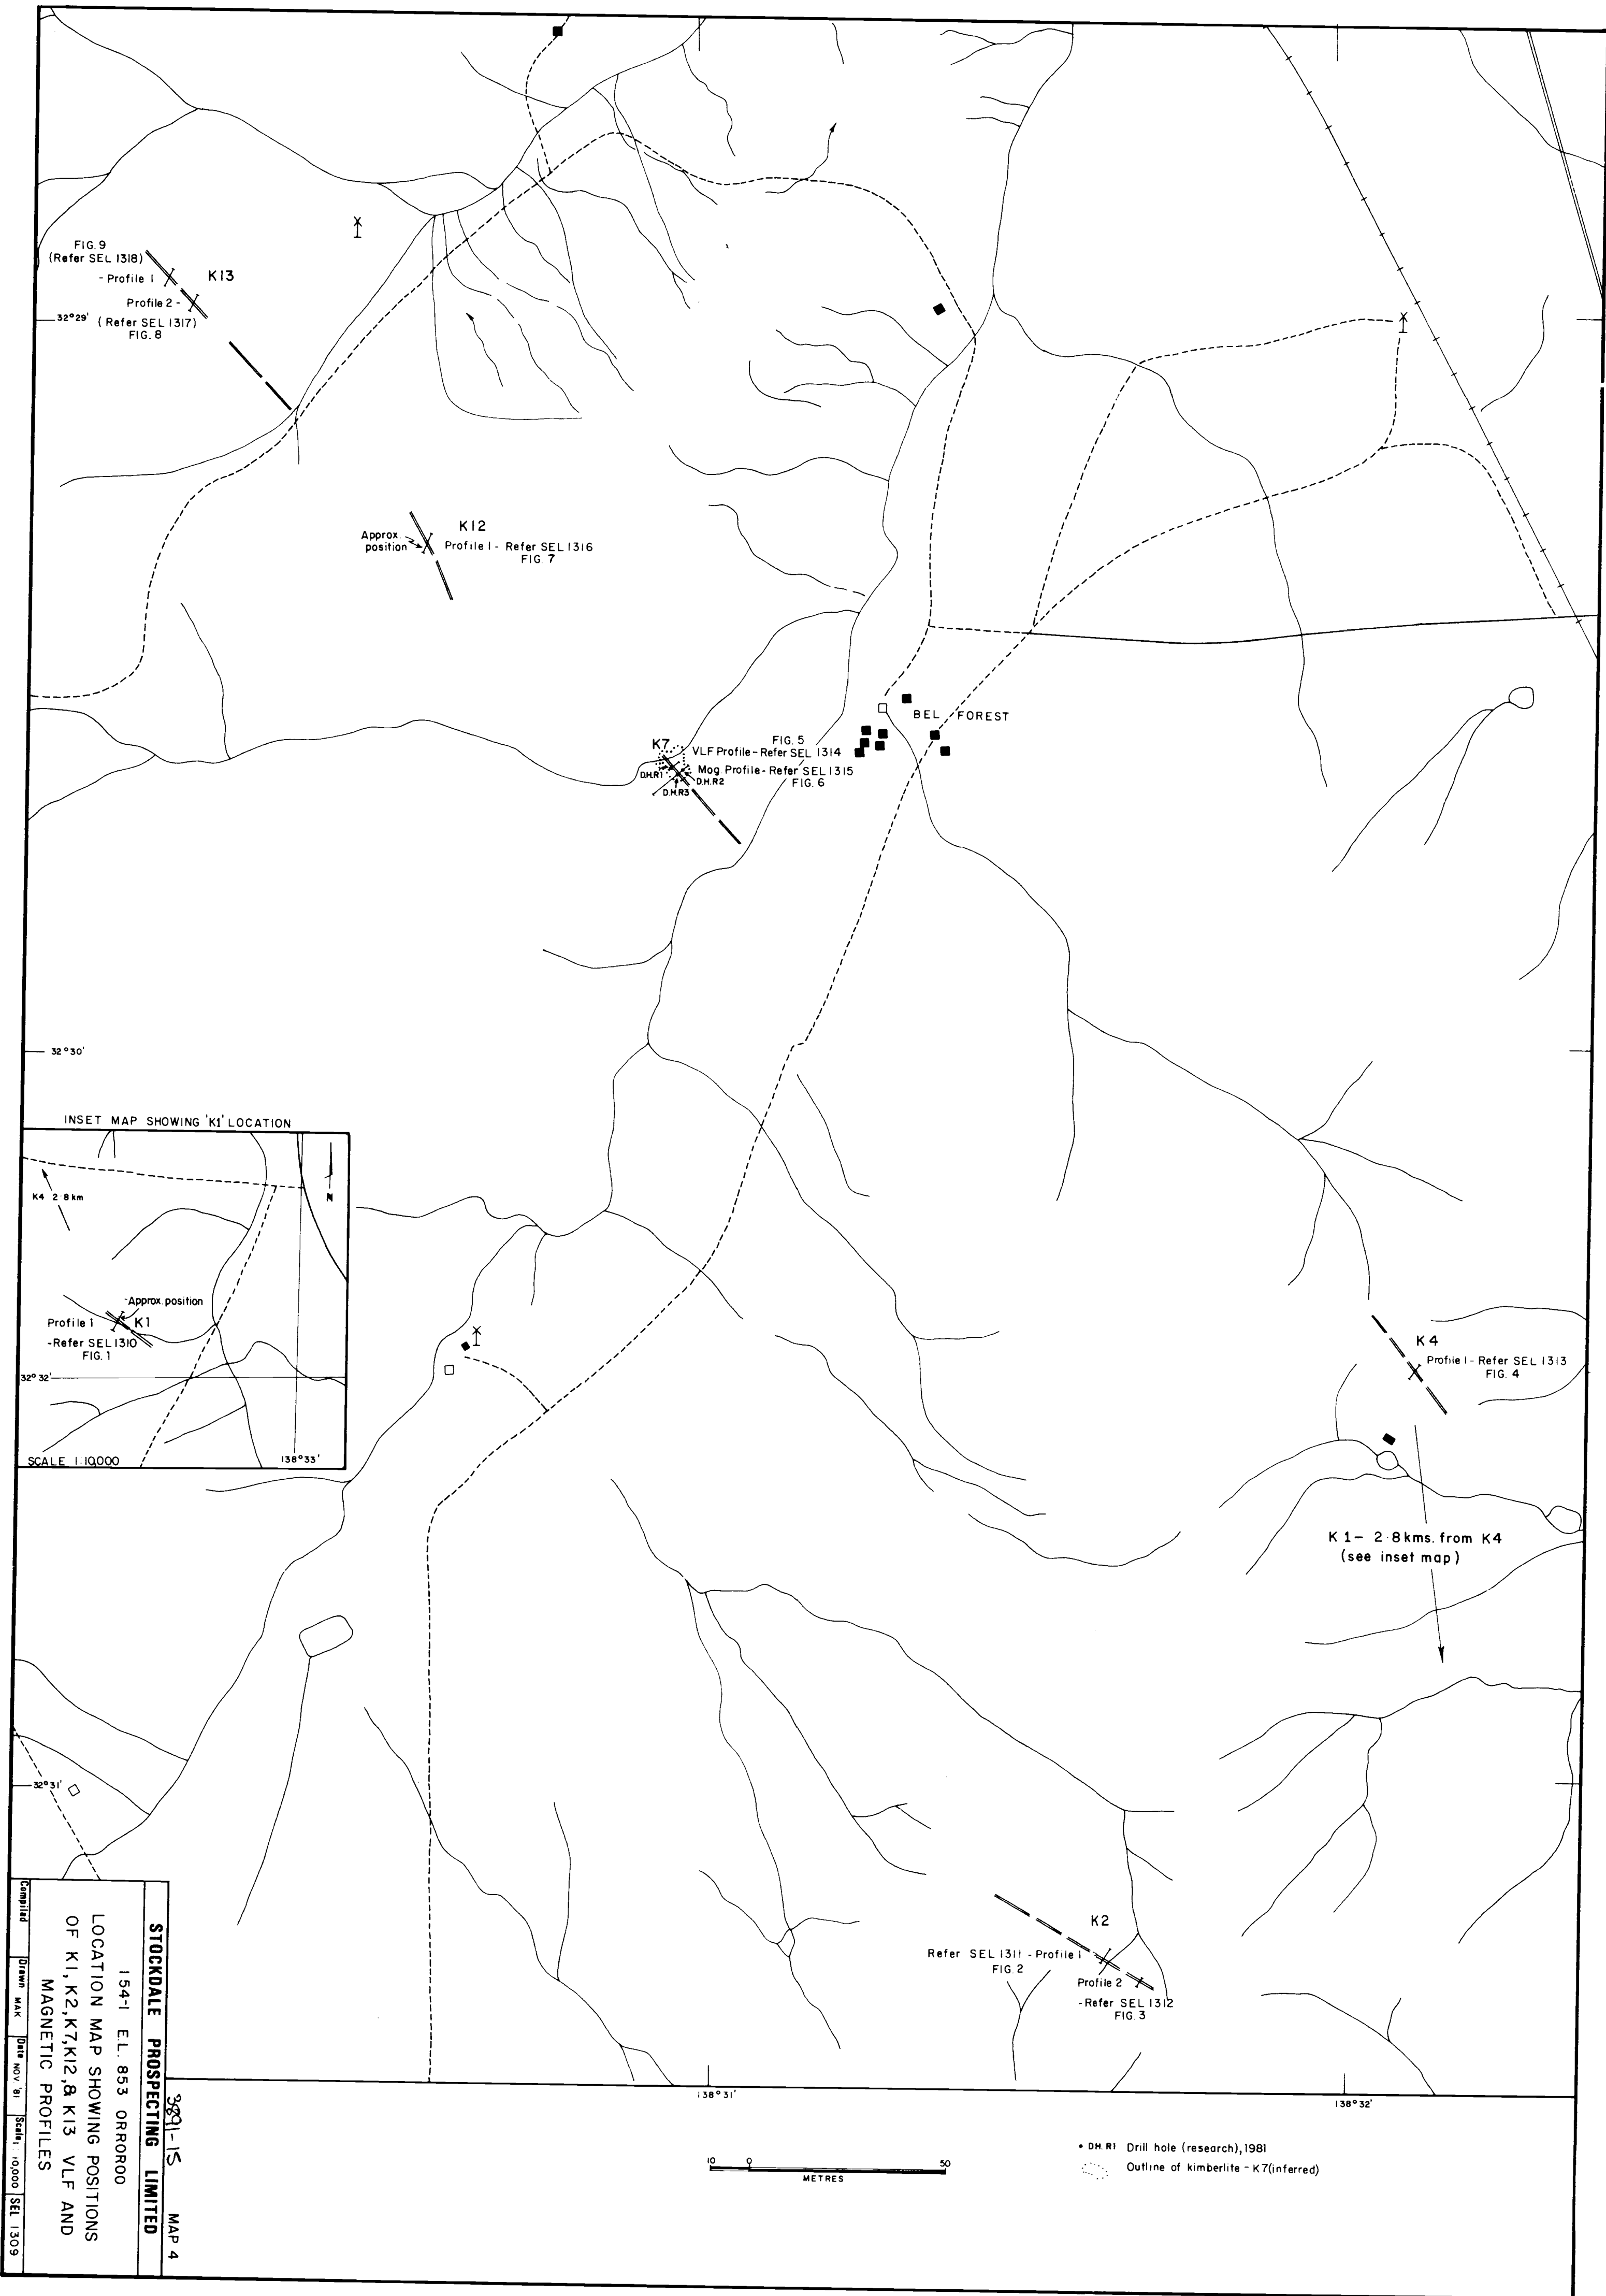 FIG. 9
(Refer SEL 1318)
- Profile 1
K13
Profile 2 -
32°29'
(Refer SEL 1317)
FIG. 8
K12
Approx.
position
Profile 1 - Refer SEL 1316
FIG. 7
BEL FOREST
K7
FIG. 5
VLF Profile - Refer SEL 1314
Mag. Profile - Refer SEL 1315
FIG. 6
D.H.R1
D.H.R2
D.H.R3
32°30'
INSET MAP SHOWING 'K1' LOCATION
N
K4 2·8 km
- Approx. position
Profile 1
K1
- Refer SEL 1310
FIG. 1
32°32'
SCALE 1:10,000
138°33'
K4
Profile 1 - Refer SEL 1313
FIG. 4
K1 - 2·8 kms. from K4
(see inset map)
32°31'
K2
Refer SEL 1311 - Profile 1
FIG. 2
Profile 2
- Refer SEL 1312
FIG. 3
138°31'
138°32'
• DH. R1 Drill hole (research), 1981
Outline of kimberlite - K7 (inferred)
10 0 50
METRES
3891-15
MAP 4
STOCKDALE PROSPECTING LIMITED
154-1 E.L. 853 ORROROO
LOCATION MAP SHOWING POSITIONS
OF K1, K2, K7, K12, & K13 VLF AND
MAGNETIC PROFILES
Compiled
Drawn MAK
Date NOV '81
Scale 1:10,000
SEL 1309